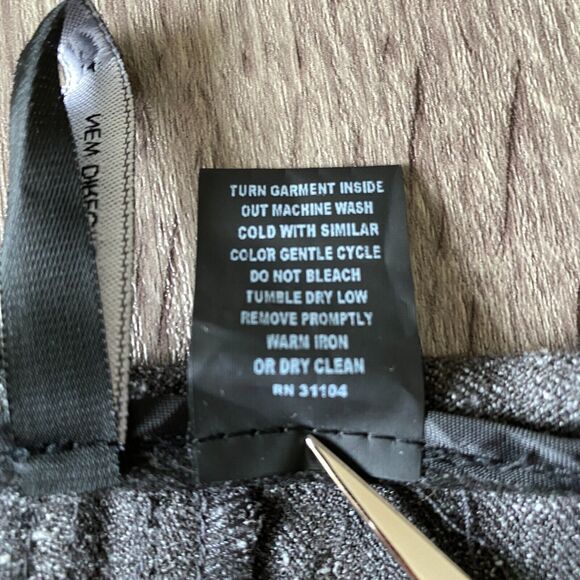 TURN GARMENT INSIDE
OUT MACHINE WASH
COLD WITH SIMILAR
COLOR GENTLE CYCLE
DO NOT BLEACH
TUMBLE DRY LOW
REMOVE PROMPTLY
WARM IRON
OR DRY CLEAN
RN 31104